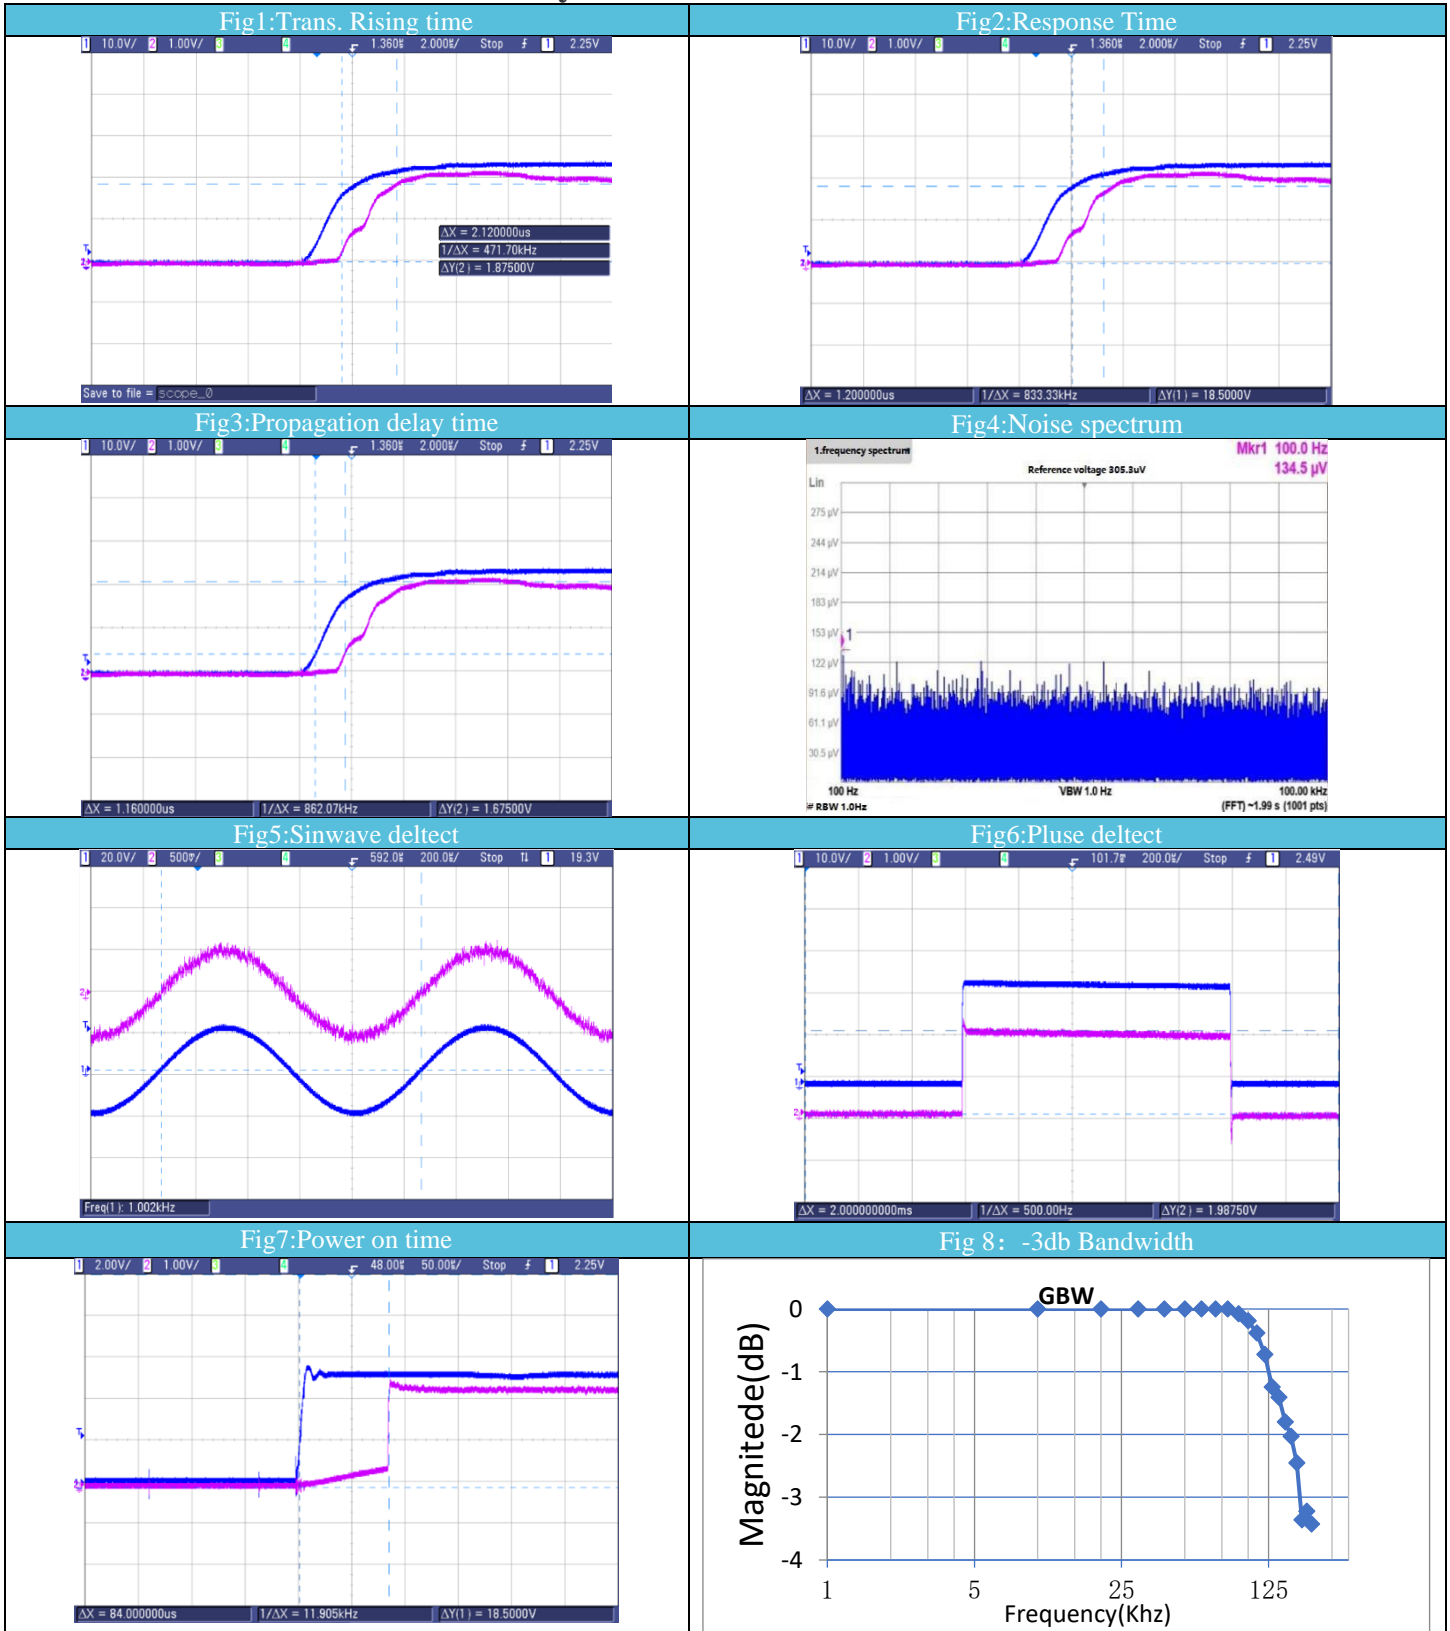 Fig1:Trans. Rising time
1 10.0V/ 2 1.00V/ 3 4 1.360% 2.000%/ Stop 1 2.25V
T
2
ΔX = 2.120000us
1/ΔX = 471.70kHz
ΔY(2) = 1.87500V
Save to file = scope_0
Fig2:Response Time
1 10.0V/ 2 1.00V/ 3 4 1.360% 2.000%/ Stop 1 2.25V
T
2
ΔX = 1.200000us 1/ΔX = 833.33kHz ΔY(1) = 18.5000V
Fig3:Propagation delay time
1 10.0V/ 2 1.00V/ 3 4 1.360% 2.000%/ Stop 1 2.25V
T
2
ΔX = 1.160000us 1/ΔX = 862.07kHz ΔY(2) = 1.67500V
Fig4:Noise spectrum
1.frequency spectrum
Mkr1 100.0 Hz
Reference voltage 305.3uV
134.5 µV
Lin
275 µV
244 µV
214 µV
183 µV
153 µV
1
122 µV
91.6 µV
61.1 µV
30.5 µV
100 Hz VBW 1.0 Hz 100.00 kHz
# RBW 1.0Hz (FFT) ~1.99 s (1001 pts)
Fig5:Sinwave deltect
1 20.0V/ 2 500%/ 3 4 592.0% 200.0%/ Stop 1 19.3V
2
T
1
Freq(1): 1.002kHz
Fig6:Pluse deltect
1 10.0V/ 2 1.00V/ 3 4 101.7% 200.0%/ Stop 1 2.49V
T
1
2
ΔX = 2.000000000ms 1/ΔX = 500.00Hz ΔY(2) = 1.98750V
Fig7:Power on time
1 2.00V/ 2 1.00V/ 3 4 48.00% 50.00%/ Stop 1 2.25V
T
ΔX = 84.000000us 1/ΔX = 11.905kHz ΔY(1) = 18.5000V
Fig 8： -3db Bandwidth
GBW
Magnitede(dB)
0
-1
-2
-3
-4
1 5 25 125
Frequency(Khz)